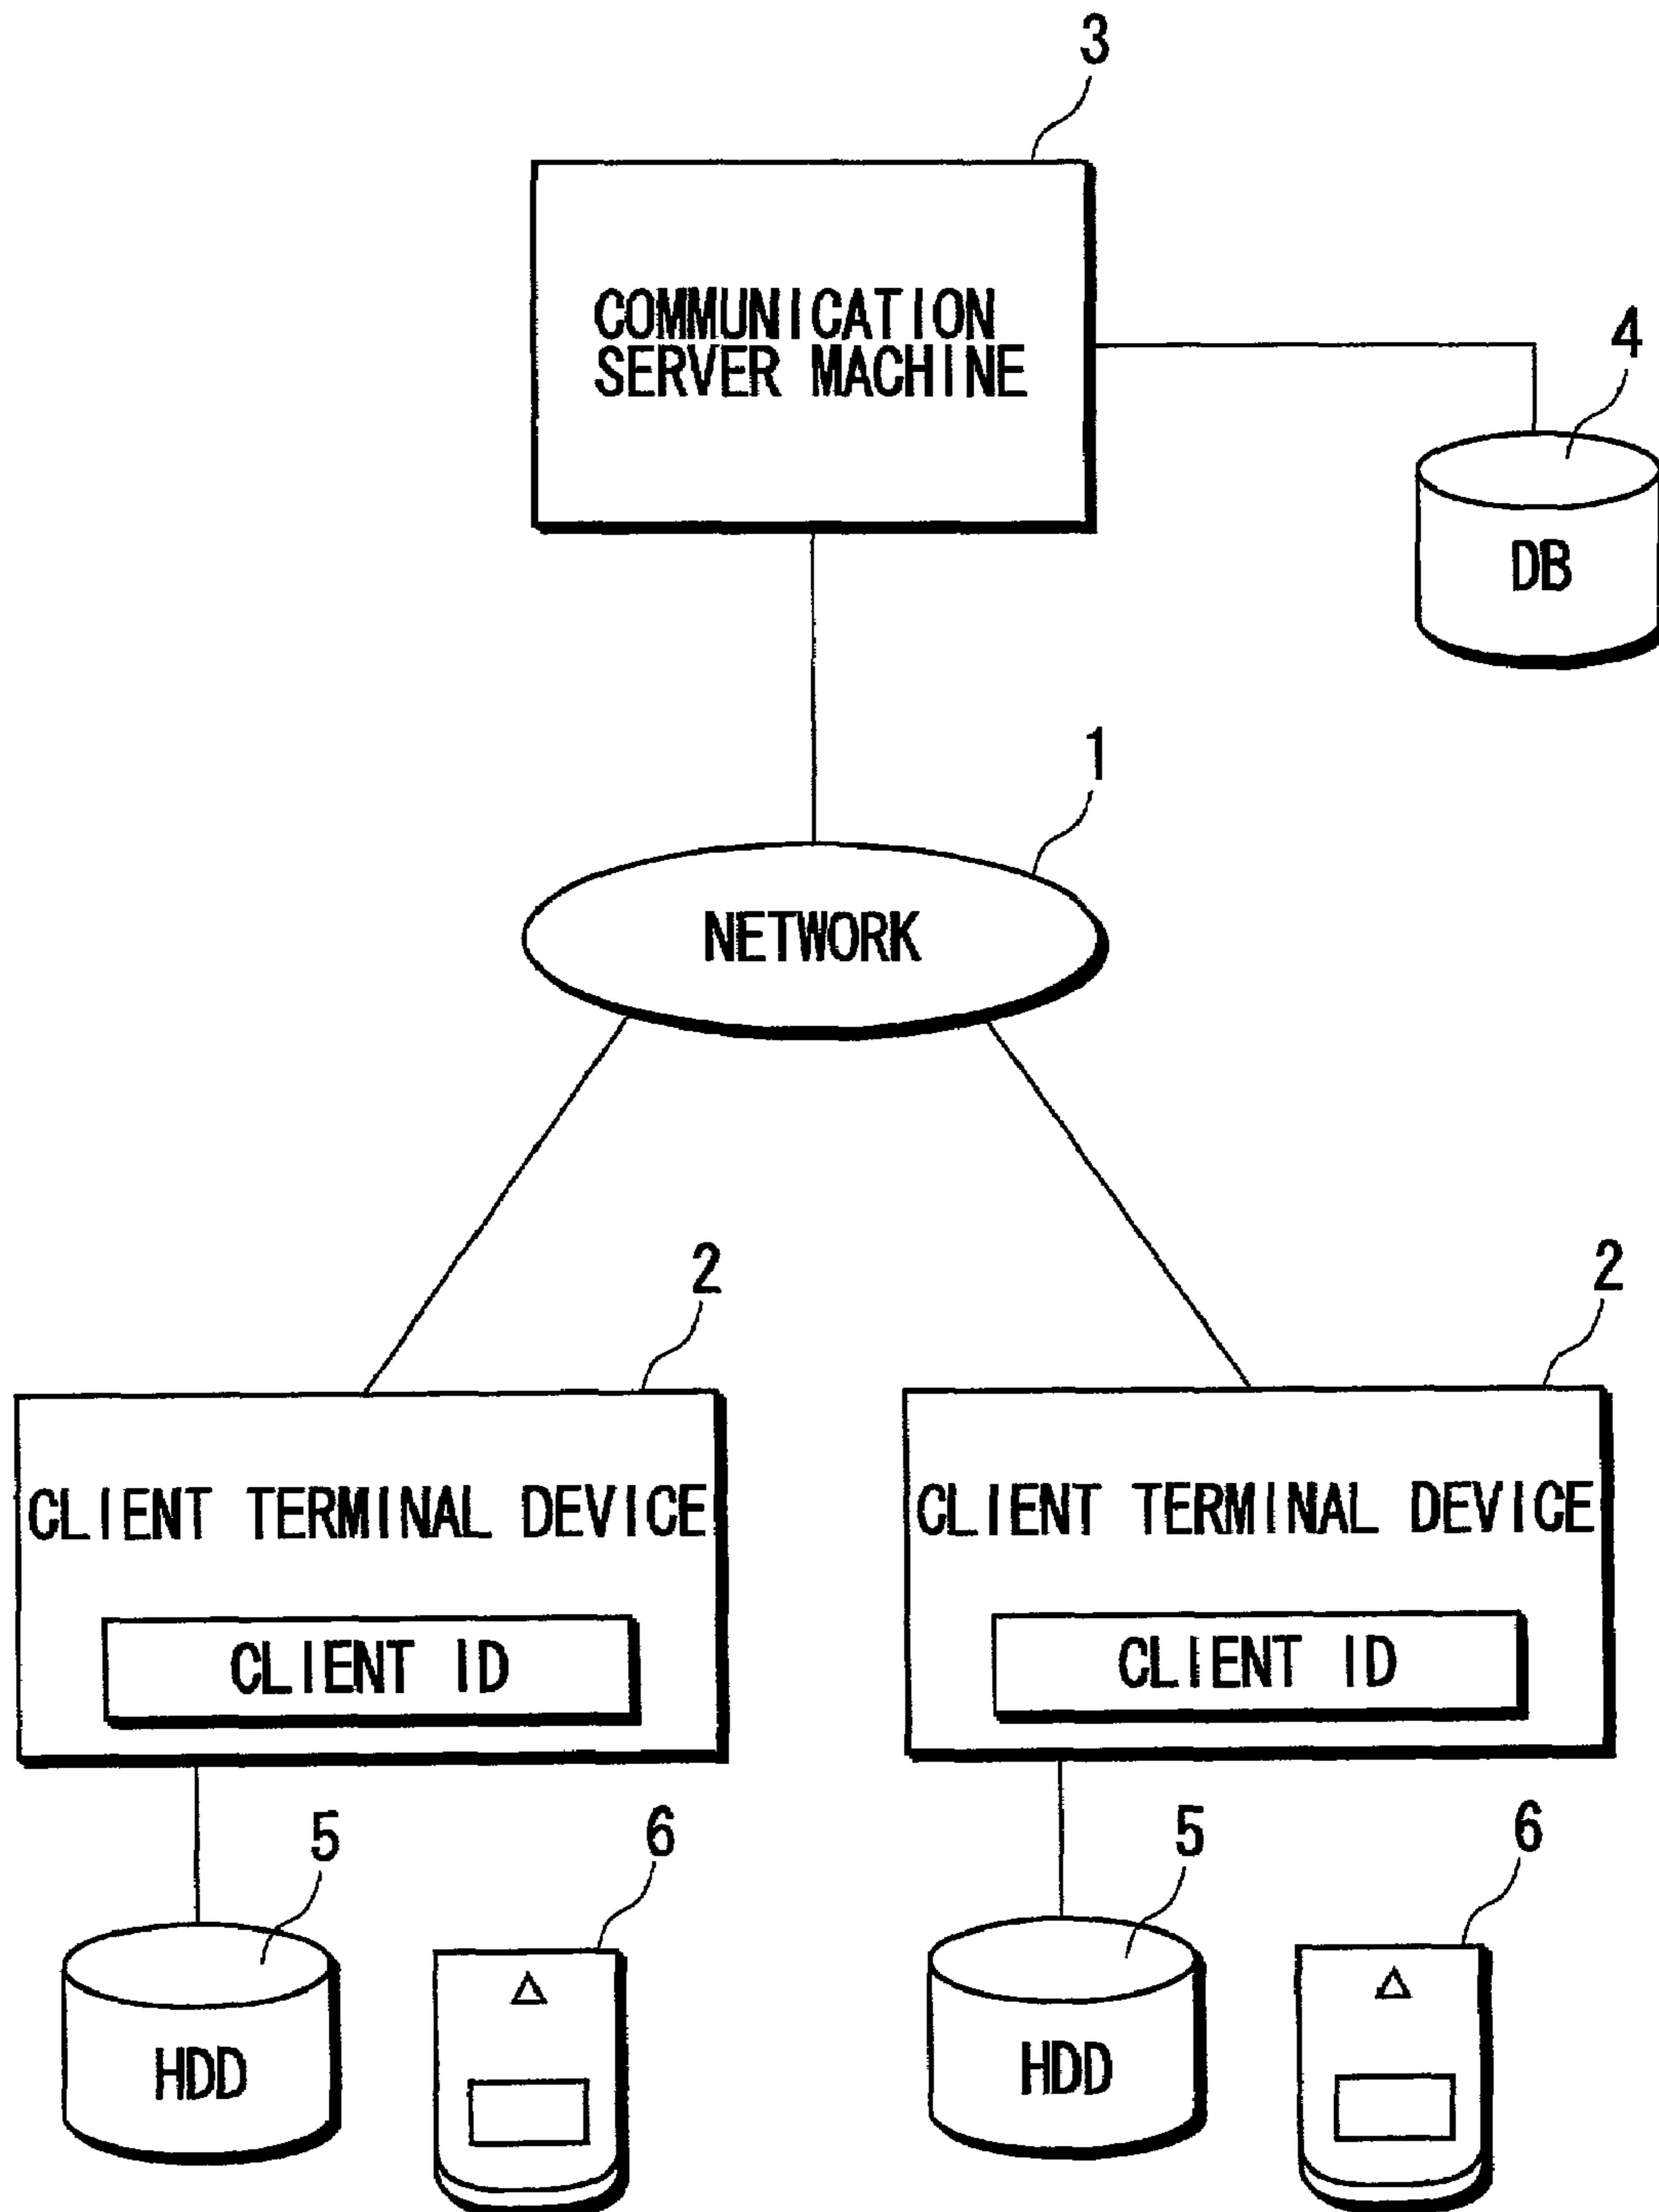 3
COMMUNICATION
SERVER MACHINE
4
DB
1
NETWORK
2
2
CLIENT TERMINAL DEVICE
CLIENT TERMINAL DEVICE
CLIENT ID
CLIENT ID
5
6
5
6
HDD
HDD